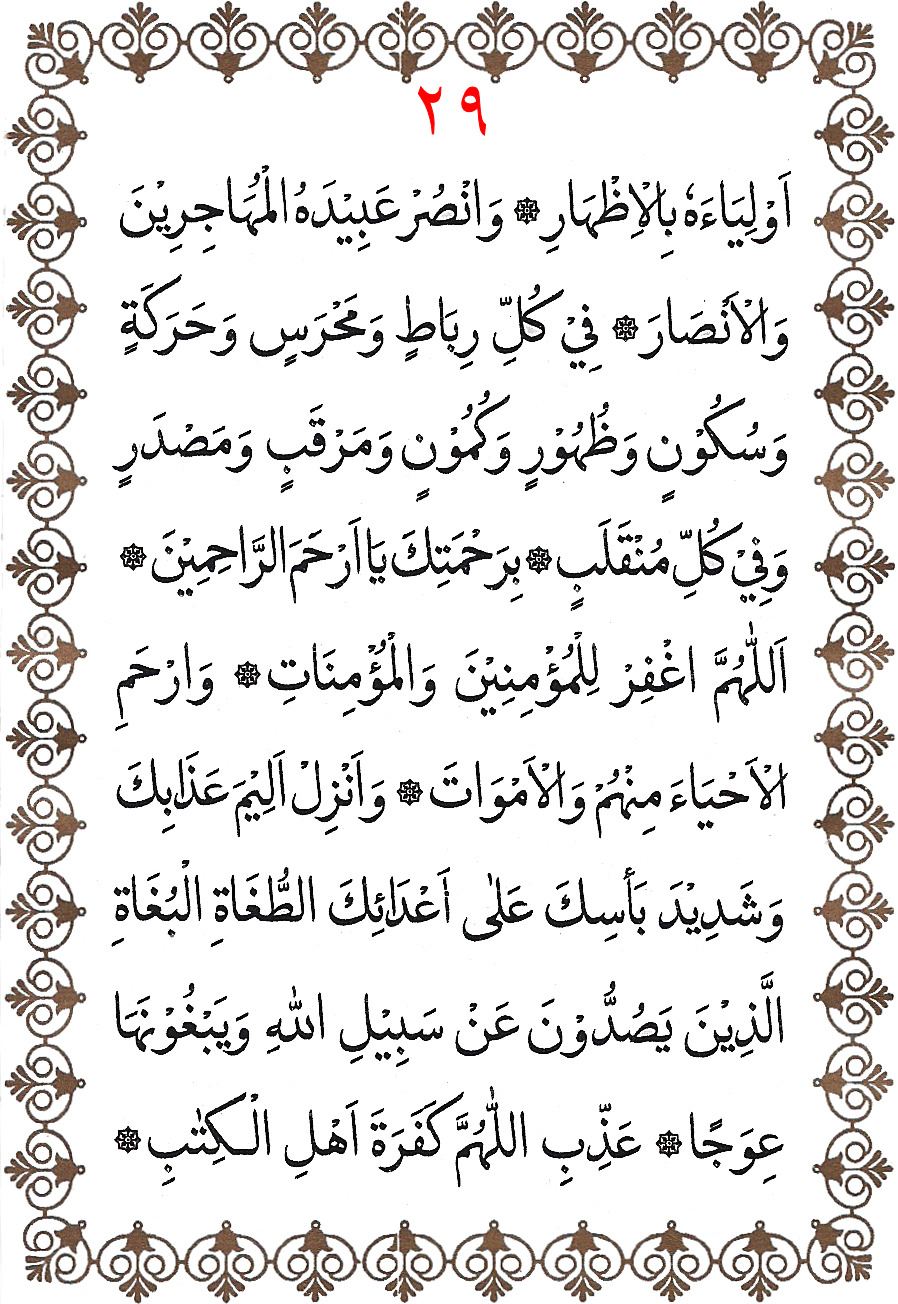 ٢٩
اَوْلِيَاءَهٗ بِالْاِظْهَارِ ۞ وَانْصُرْ عَبِيْدَهُ الْمُهَاجِرِيْنَ
وَالْأَنْصَارَ ۞ فِيْ كُلِّ رِبَاطٍ وَمَحْرَسٍ وَحَرَكَةٍ
وَسُكُوْنٍ وَظُهُوْرٍ وَكُمُوْنٍ وَمَرْقَبٍ وَمَصْدَرٍ
وَفِيْ كُلِّ مُنْقَلَبٍ ۞ بِرَحْمَتِكَ يَا اَرْحَمَ الرَّاحِمِيْنَ ۞
اَللّٰهُمَّ اغْفِرْ لِلْمُؤْمِنِيْنَ وَالْمُؤْمِنَاتِ ۞ وَارْحَمِ
الْاَحْيَاءَ مِنْهُمْ وَالْاَمْوَاتَ ۞ وَاَنْزِلْ اَلِيْمَ عَذَابِكَ
وَشَدِيْدَ بَأْسِكَ عَلٰى أَعْدَائِكَ الطُّغَاةِ الْبُغَاةِ
الَّذِيْنَ يَصُدُّوْنَ عَنْ سَبِيْلِ اللّٰهِ وَيَبْغُوْنَهَا
عِوَجًا ۞ عَذِّبِ اللّٰهُمَّ كَفَرَةَ اَهْلِ الْكِتٰبِ ۞